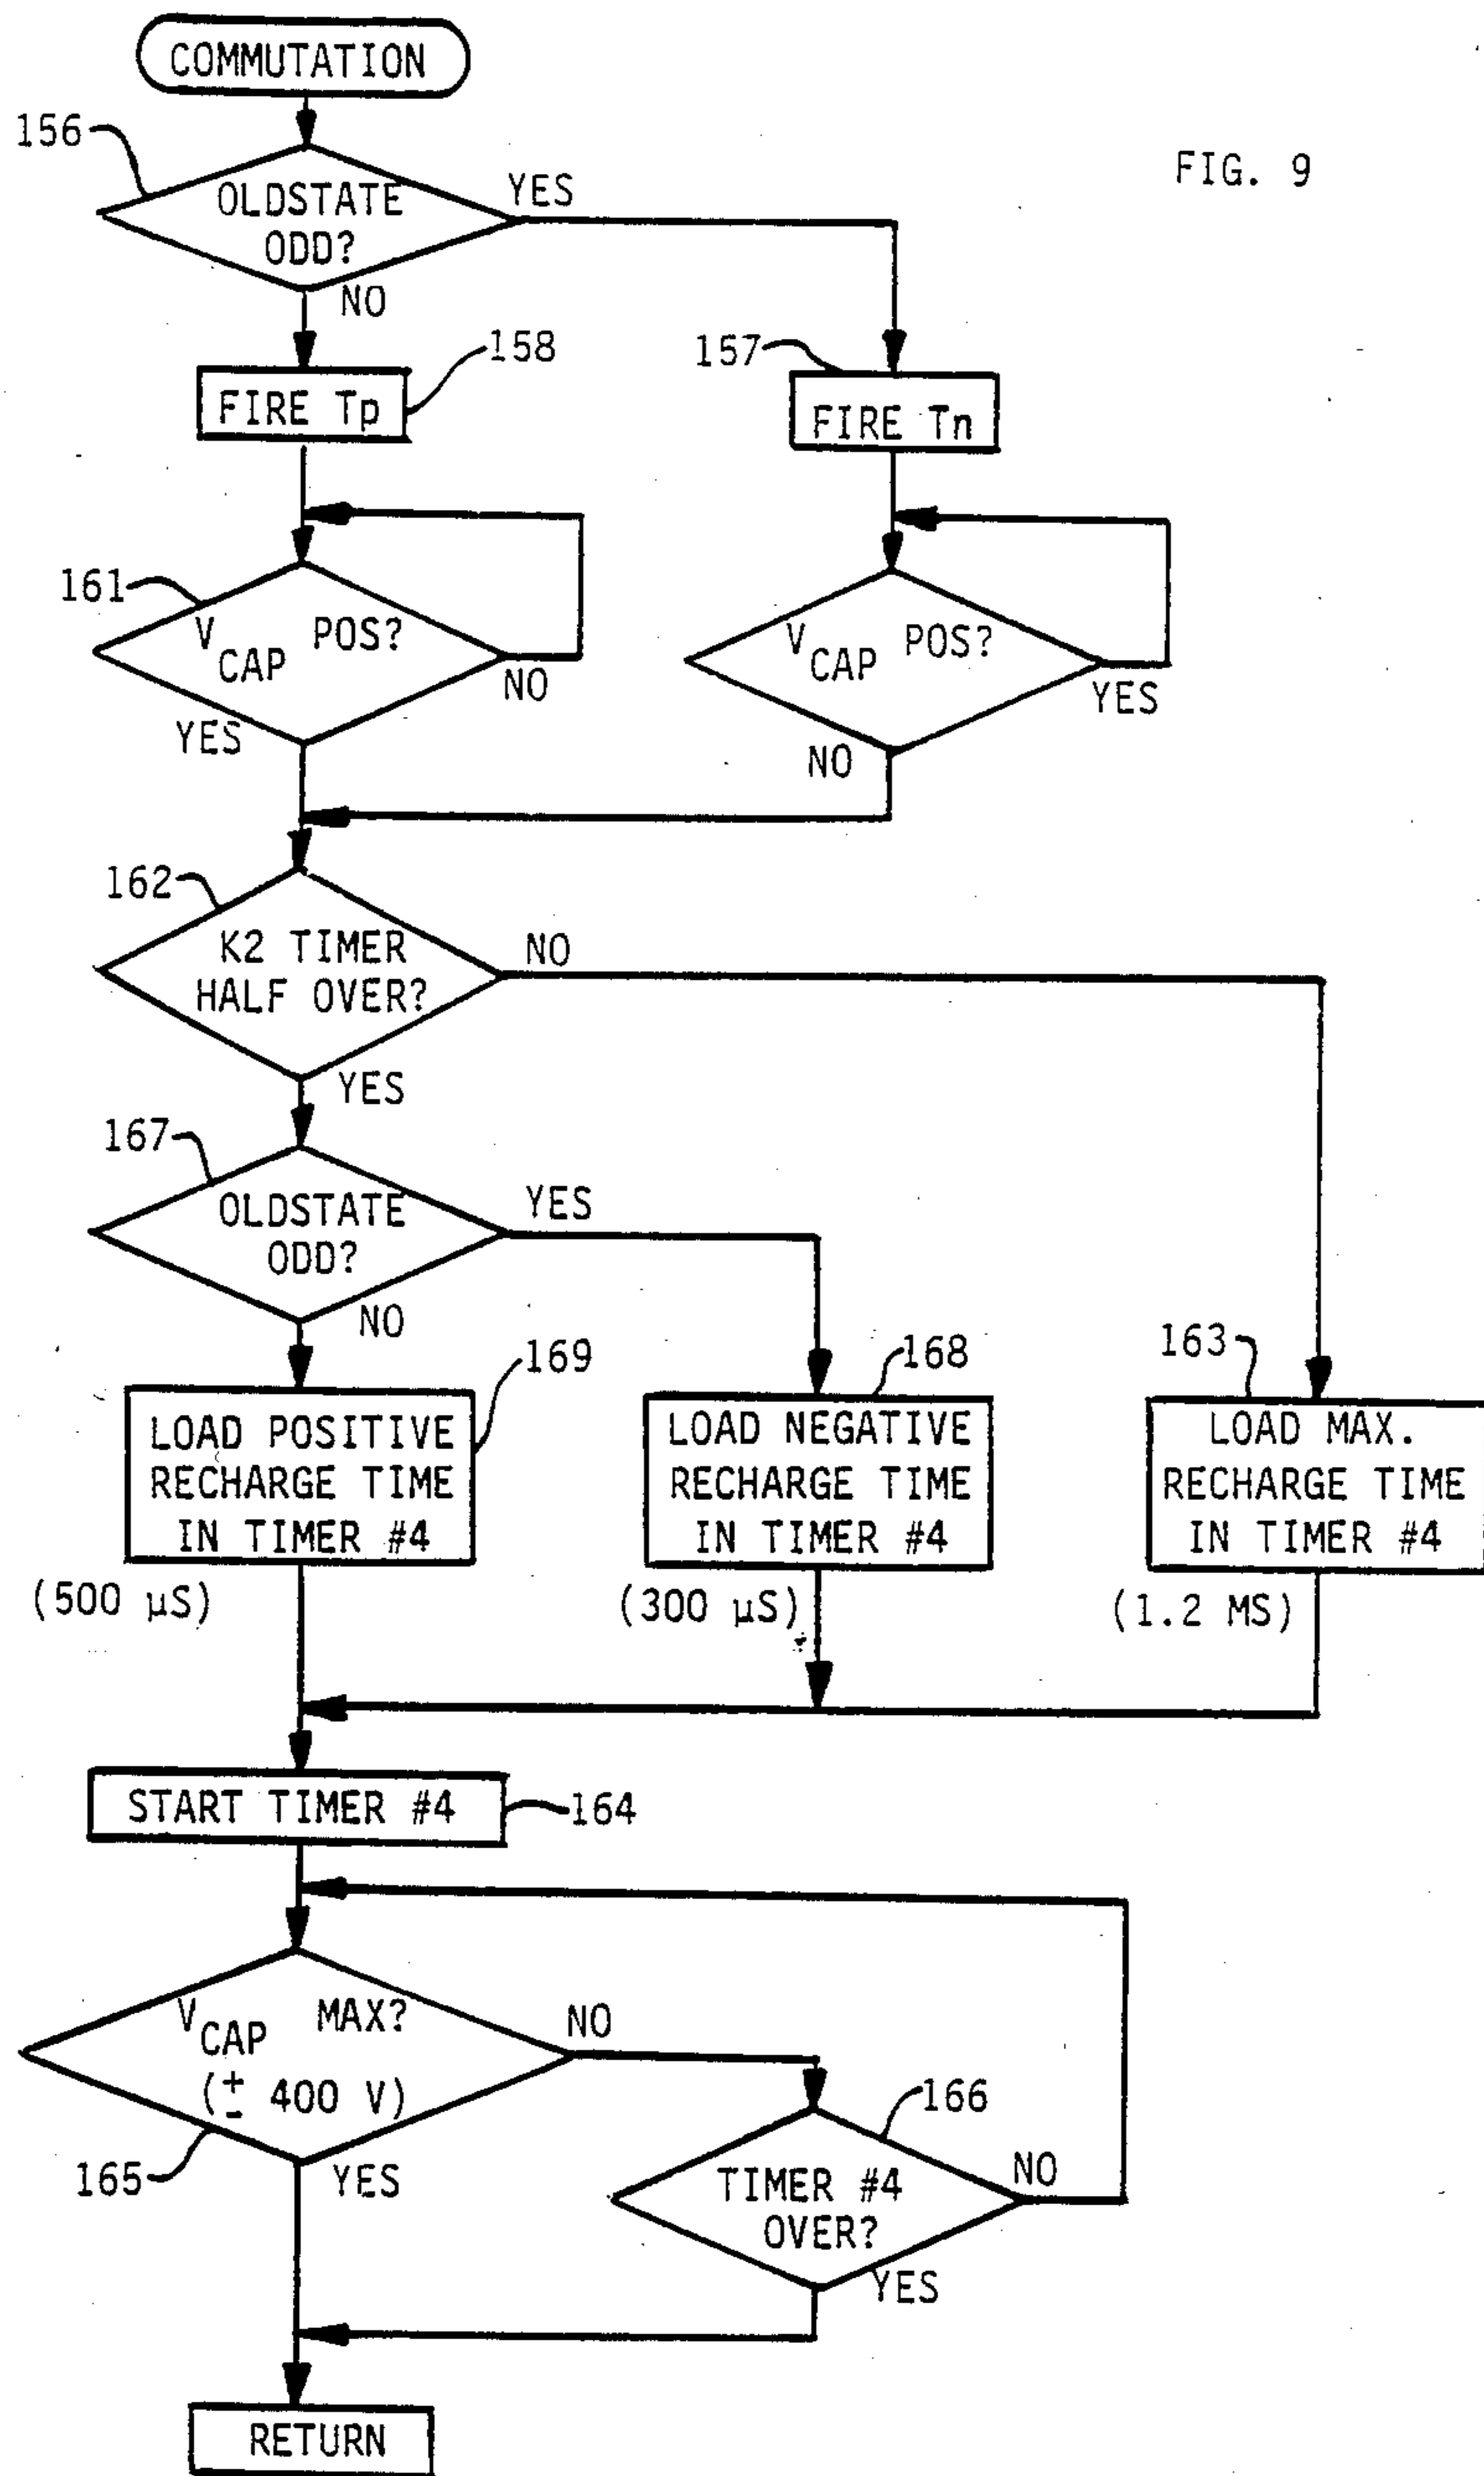 COMMUTATION
156
FIG. 9
OLDSTATE
ODD?
YES
NO
158
FIRE Tp
157
FIRE Tn
161
V CAP POS?
NO
YES
V CAP POS?
YES
NO
162
K2 TIMER
HALF OVER?
NO
YES
167
OLDSTATE
ODD?
YES
NO
169
LOAD POSITIVE
RECHARGE TIME
IN TIMER #4
(500 µS)
168
LOAD NEGATIVE
RECHARGE TIME
IN TIMER #4
(300 µS)
163
LOAD MAX.
RECHARGE TIME
IN TIMER #4
(1.2 MS)
START TIMER #4
164
V CAP MAX?
(± 400 V)
NO
165
YES
166
TIMER #4
OVER?
NO
YES
RETURN